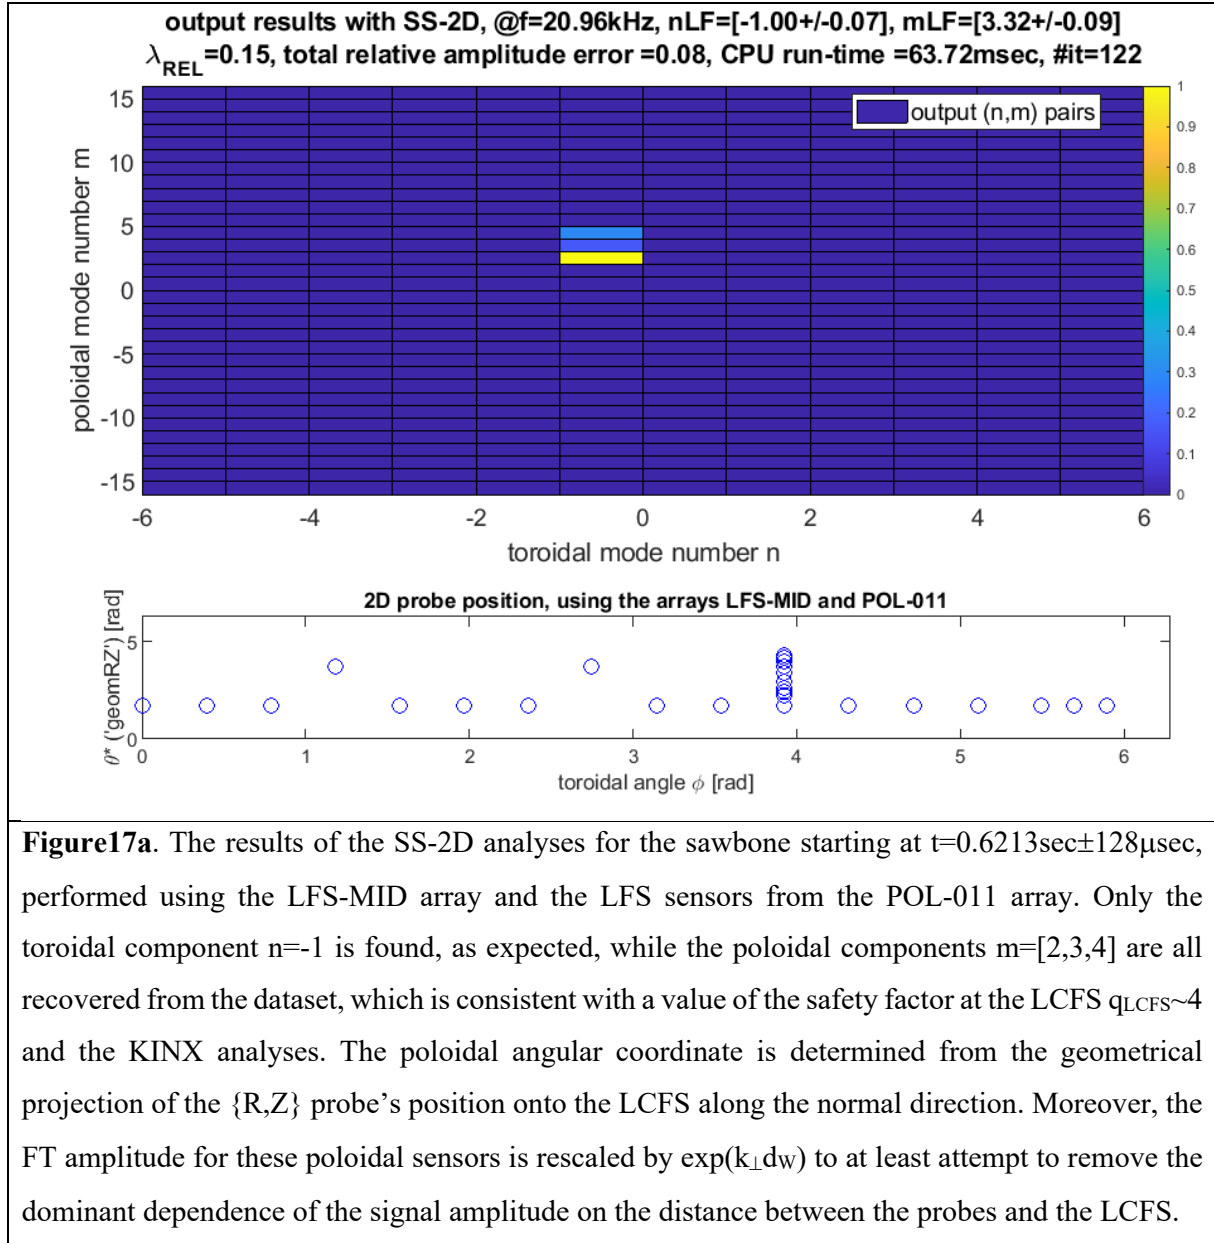 output results with SS-2D, @f=20.96kHz, nLF=[-1.00+/-0.07], mLF=[3.32+/-0.09]
λREL=0.15, total relative amplitude error =0.08, CPU run-time =63.72msec, #it=122
15
10
5
0
-5
-10
-15
poloidal mode number m
output (n,m) pairs
1
0.9
0.8
0.7
0.6
0.5
0.4
0.3
0.2
0.1
0
-6
-4
-2
0
2
4
6
toroidal mode number n
2D probe position, using the arrays LFS-MID and POL-011
θ* ('geomRZ') [rad]
5
0
0
1
2
3
4
5
6
toroidal angle ϕ [rad]
Figure17a. The results of the SS-2D analyses for the sawbone starting at t=0.6213sec±128μsec,
performed using the LFS-MID array and the LFS sensors from the POL-011 array. Only the
toroidal component n=-1 is found, as expected, while the poloidal components m=[2,3,4] are all
recovered from the dataset, which is consistent with a value of the safety factor at the LCFS qLCFS~4
and the KINX analyses. The poloidal angular coordinate is determined from the geometrical
projection of the {R,Z} probe’s position onto the LCFS along the normal direction. Moreover, the
FT amplitude for these poloidal sensors is rescaled by exp(k⊥dW) to at least attempt to remove the
dominant dependence of the signal amplitude on the distance between the probes and the LCFS.